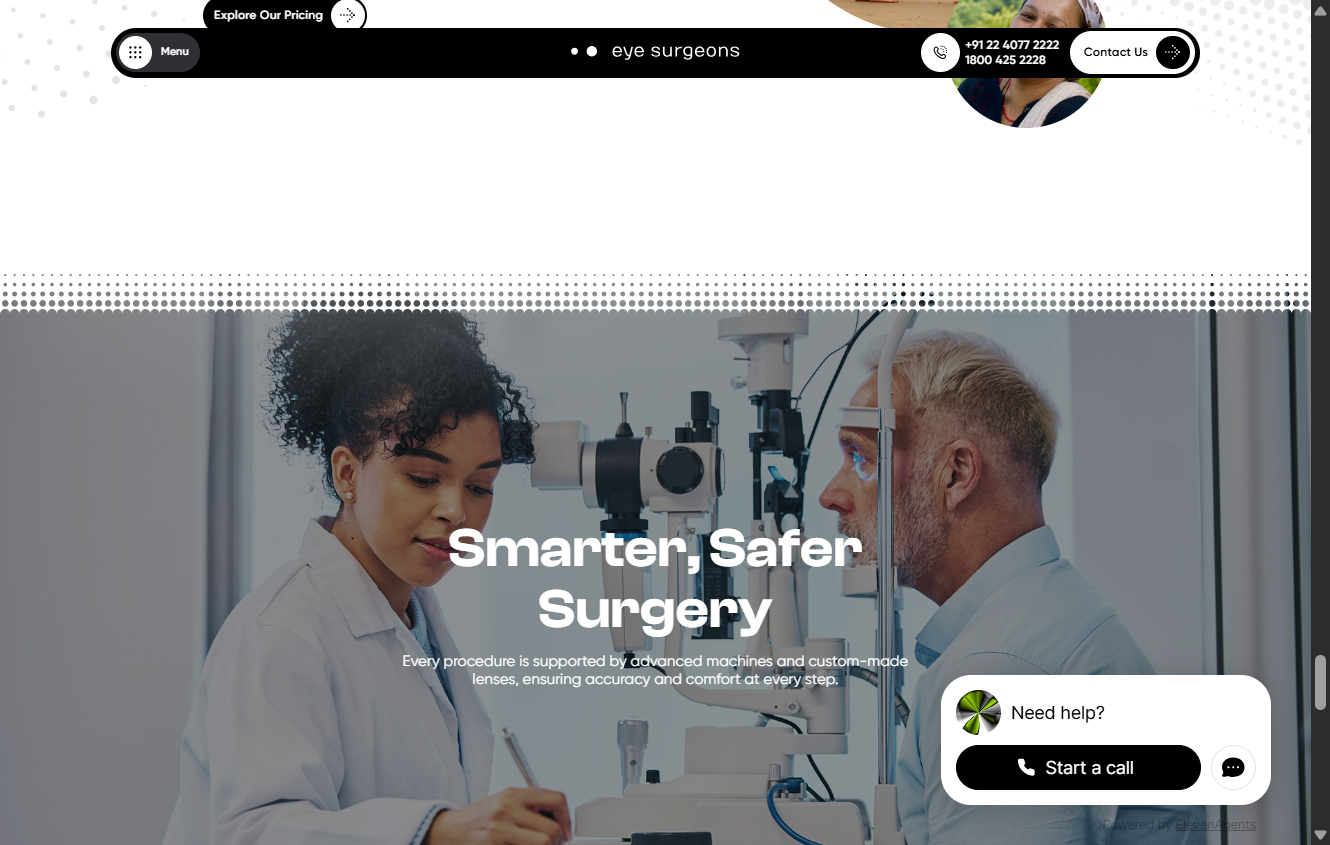 Explore Our Pricing
Menu
eye surgeons
+91 22 4077 2222
1800 425 2228
Contact Us
Smarter, Safer
Surgery
Every procedure is supported by advanced machines and custom-made
lenses, ensuring accuracy and comfort at every step.
Need help?
Start a call
Powered by ElevenAgents